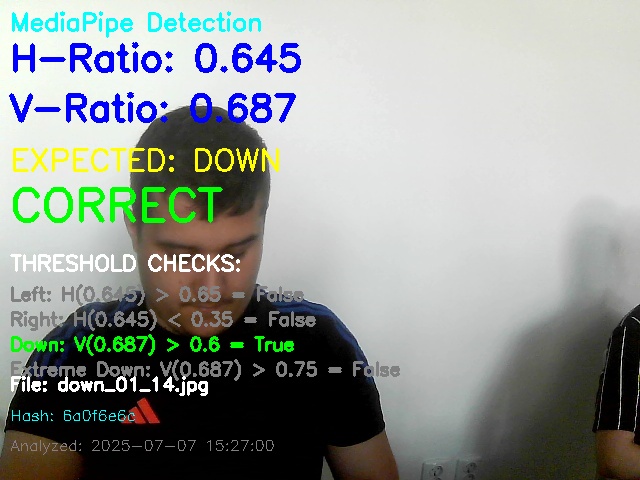 MediaPipe Detection
H-Ratio: 0.645
V-Ratio: 0.687
EXPECTED: DOWN
CORRECT
THRESHOLD CHECKS:
Left: H(0.645) > 0.65 = False
Right: H(0.645) < 0.35 = False
Down: V(0.687) > 0.6 = True
Extreme Down: V(0.687) > 0.75 = False
File: down_01_14.jpg
Hash: 6a0f6e6c
Analyzed: 2025-07-07 15:27:00